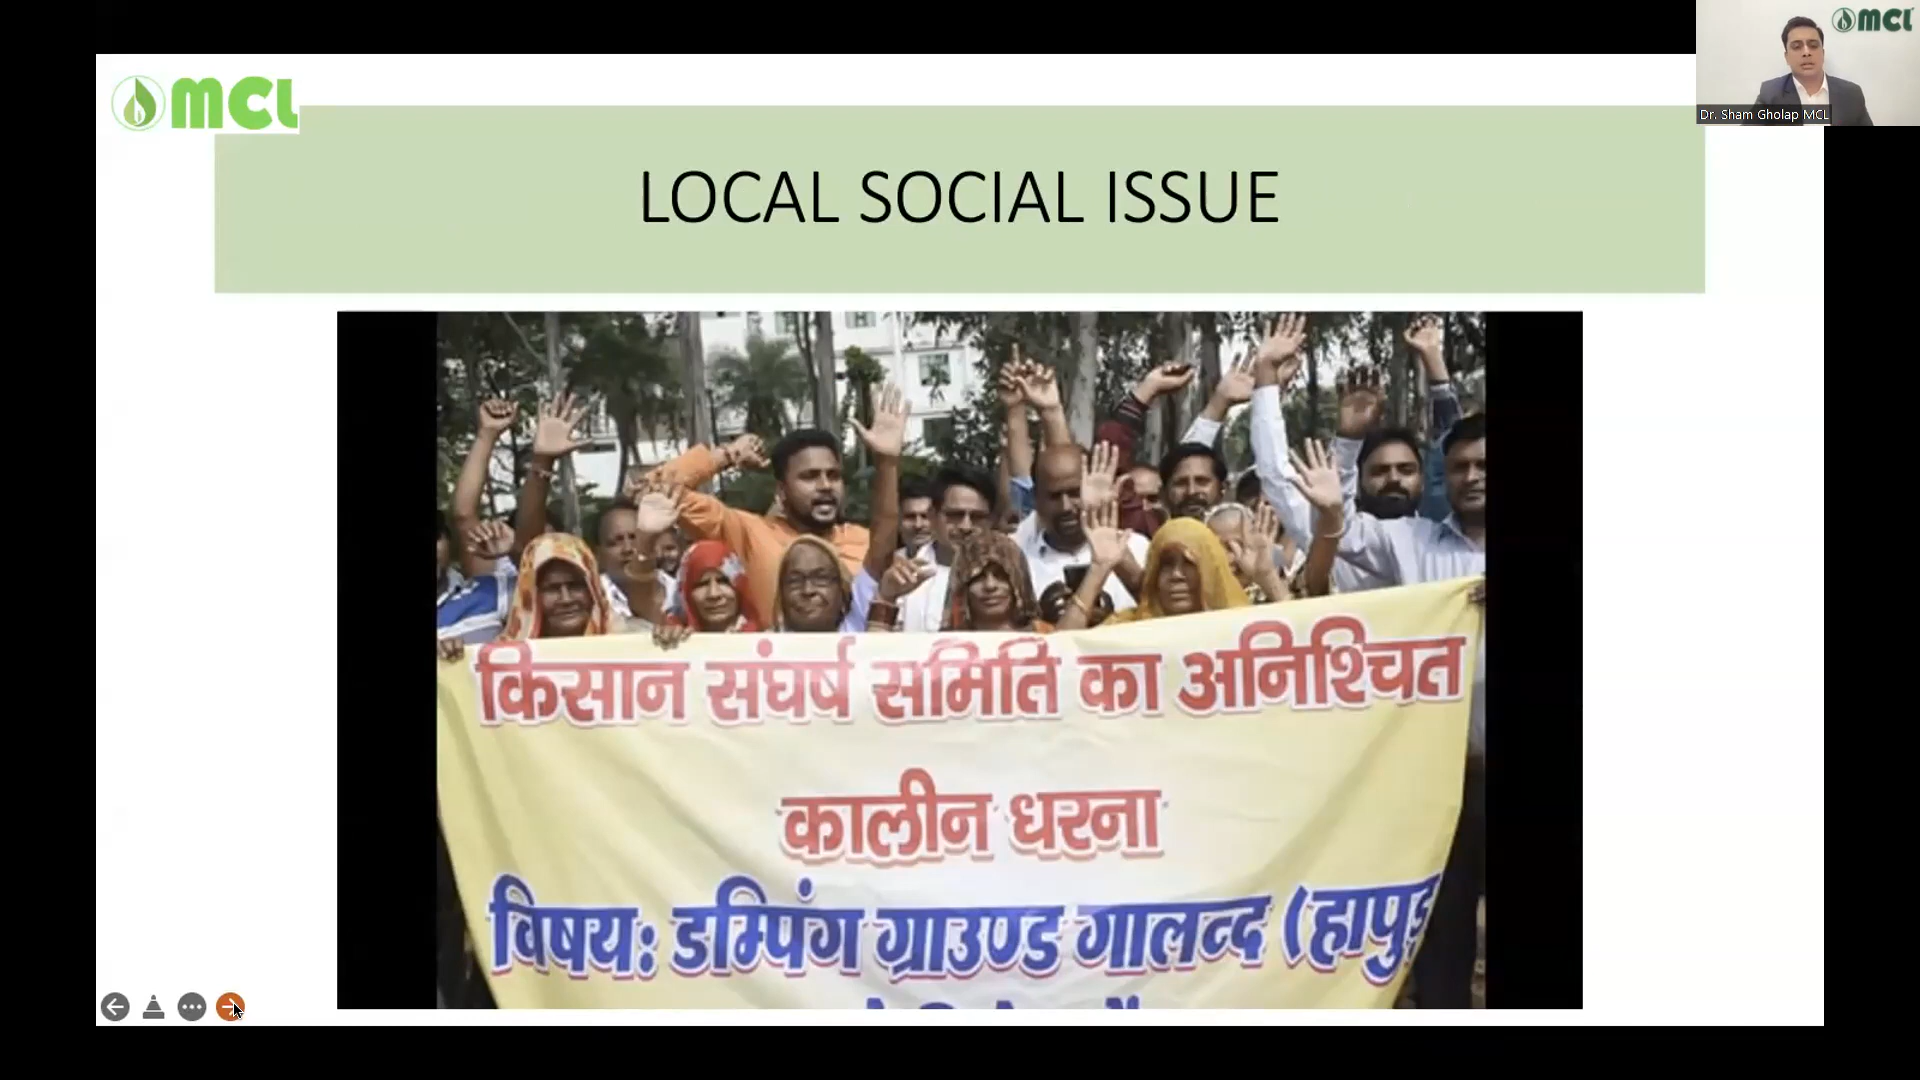 MCL
MCL
Dr. Sham Gholap MCL
LOCAL SOCIAL ISSUE
किसान संघर्ष समिति का अनिश्चित
कालीन धरना
विषय: डम्पिंग ग्राउण्ड गालन्द (हापुड़